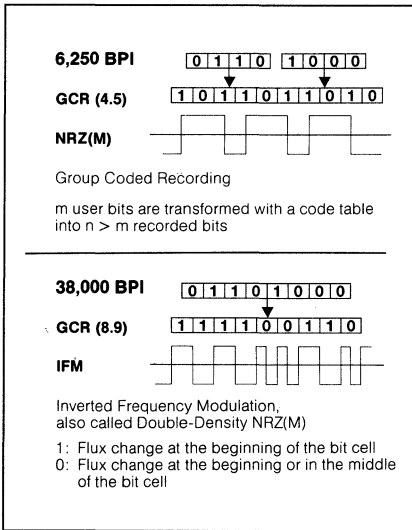 6,250 BPI 0 1 1 0 1 0 0 0
GCR (4.5) 1 0 1 1 0 1 1 0 1 0
NRZ(M)
Group Coded Recording
m user bits are transformed with a code table
into n > m recorded bits
38,000 BPI 0 1 1 0 1 0 0 0
GCR (8.9) 1 1 1 1 0 0 1 1 0
IFM
Inverted Frequency Modulation,
also called Double-Density NRZ(M)
1: Flux change at the beginning of the bit cell
0: Flux change at the beginning or in the middle
of the bit cell